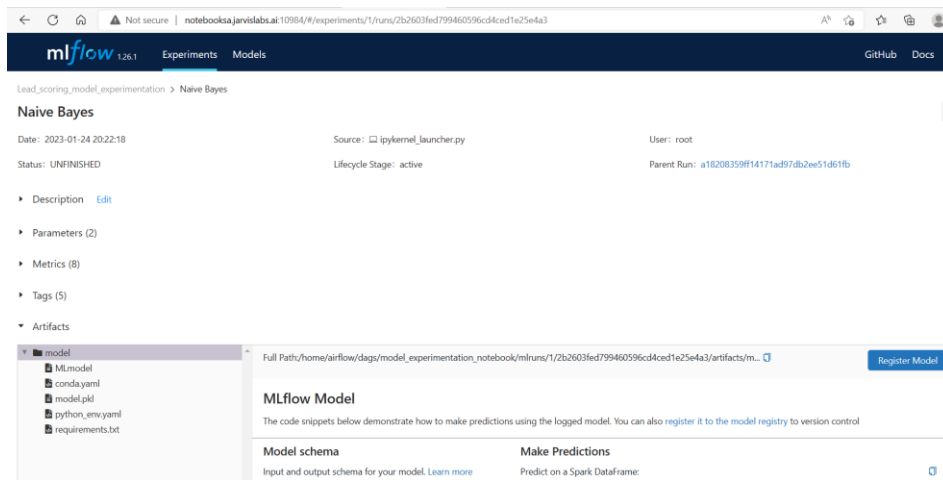 Not secure | notebooksa.jarvislabs.ai:10984/#/experiments/1/runs/2b2603fed799460596cd4ced1e25e4a3
mlflow 1.26.1 Experiments Models GitHub Docs
Lead_scoring_model_experimentation > Naive Bayes
Naive Bayes
Date: 2023-01-24 20:22:18 Source: ipykernel_launcher.py User: root
Status: UNFINISHED Lifecycle Stage: active Parent Run: a18208359ff14171ad97db2ee51d61fb
Description Edit
Parameters (2)
Metrics (8)
Tags (5)
Artifacts
model
MLmodel
conda.yaml
model.pkl
python_env.yaml
requirements.txt
Full Path:/home/airflow/dags/model_experimentation_notebook/mlruns/1/2b2603fed799460596cd4ced1e25e4a3/artifacts/m...
Register Model
MLflow Model
The code snippets below demonstrate how to make predictions using the logged model. You can also register it to the model registry to version control
Model schema Make Predictions
Input and output schema for your model. Learn more Predict on a Spark DataFrame: